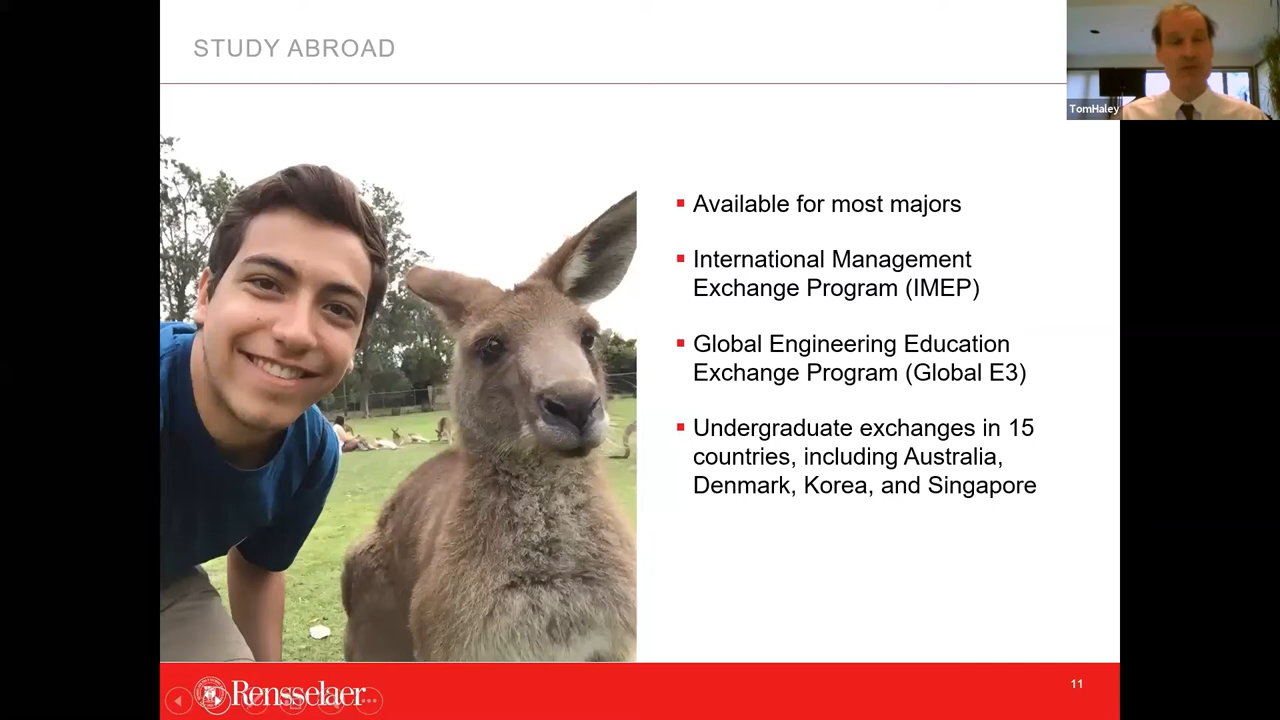 STUDY ABROAD
TomHaley
Available for most majors
International Management
Exchange Program (IMEP)
Global Engineering Education
Exchange Program (Global E3)
Undergraduate exchanges in 15
countries, including Australia,
Denmark, Korea, and Singapore
Rensselaer
11